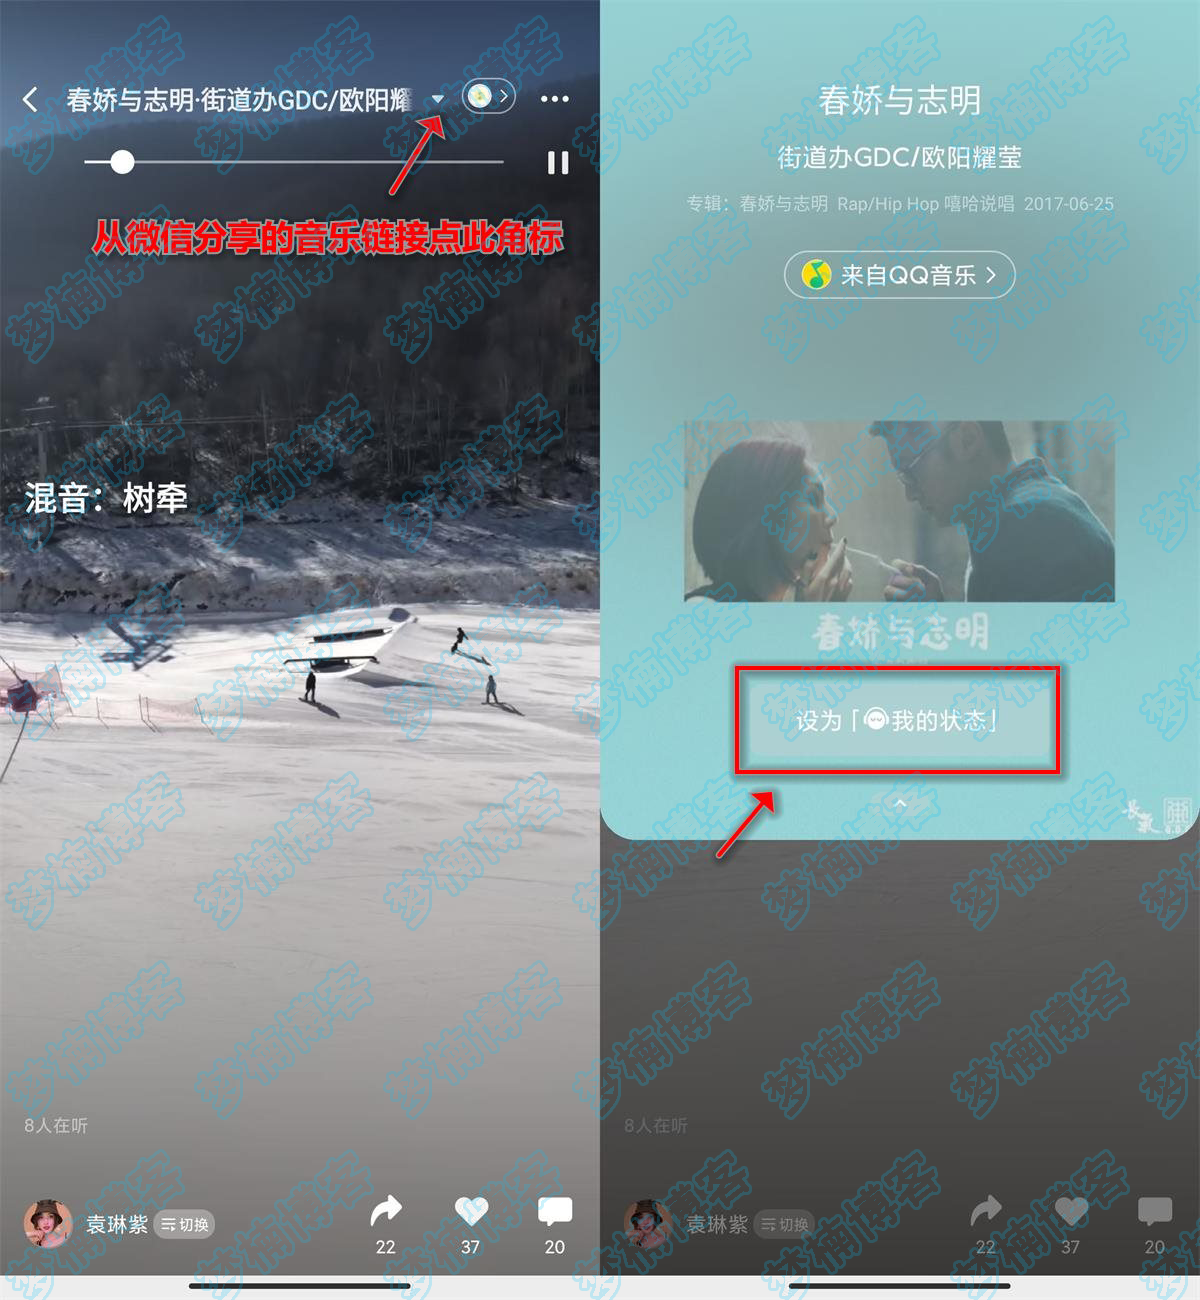 春娇与志明·街道办GDC/欧阳耀
从微信分享的音乐链接点此角标
混音：树牵
8人在听
袁琳紫
切换
22
37
20
春娇与志明
街道办GDC/欧阳耀莹
专辑：春娇与志明 Rap/Hip Hop 嘻哈说唱 2017-06-25
来自QQ音乐
春娇与志明
设为「我的状态」
8人在听
袁琳紫
切换
22
37
20
梦楠博客